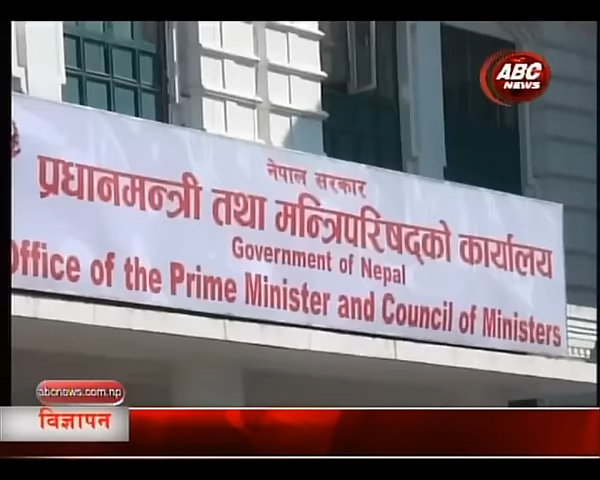 ABC
NEWS
नेपाल सरकार
प्रधानमन्त्री तथा मन्त्रिपरिषद्को कार्यालय
Government of Nepal
Office of the Prime Minister and Council of Ministers
abcnews.com.np
विज्ञापन